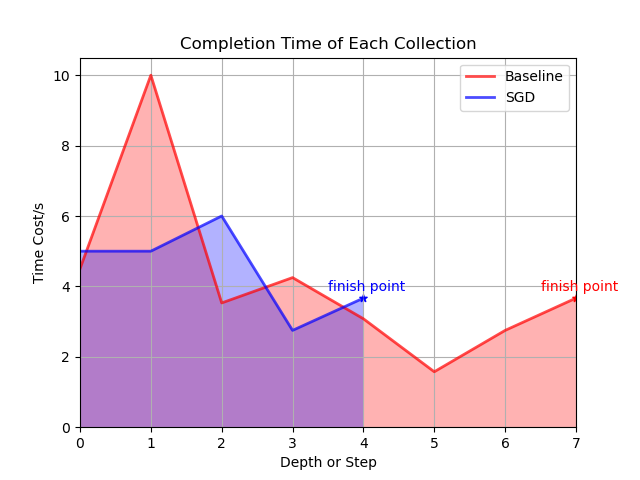 Completion Time of Each Collection
Baseline
SGD
Time Cost/s
10
8
6
4
2
0
finish point
finish point
0 1 2 3 4 5 6 7
Depth or Step